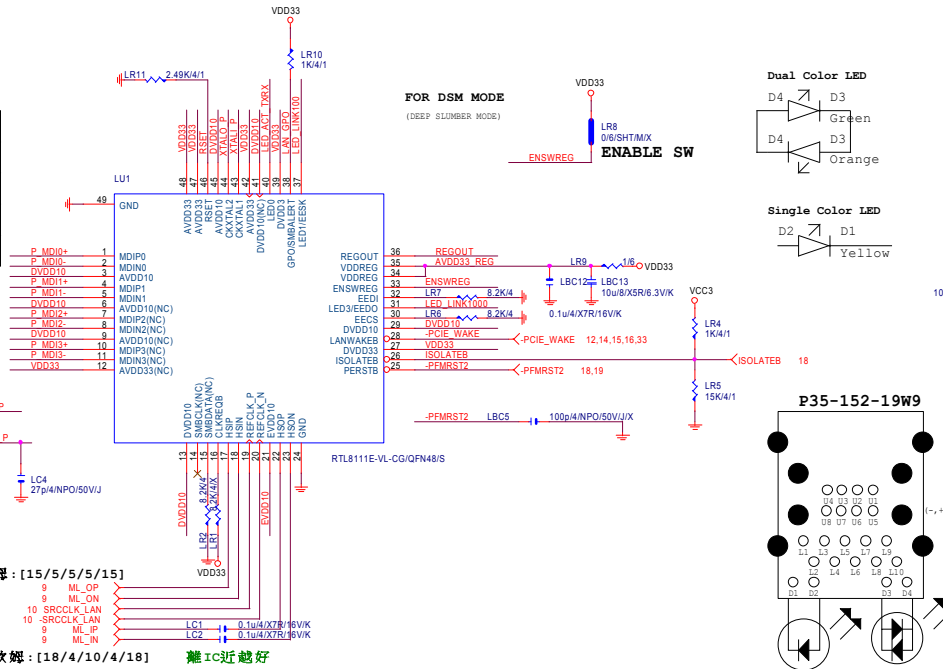 VDD33
LR10
1K/4/1
LR11 2.49K/4/1
VDD33
VDD33
RSET
DVDD10
XTALO_P
XTALI_P
VDD33
DVDD10
LED_ACT_TXRX
VDD33
LAN_GPO
LED_LINK100
48 47 46 45 44 43 42 41 40 39 38 37
AVDD33
AVDD33
RSET
AVDD10
CKXTAL2
CKXTAL1
AVDD33
DVDD10(NC)
LED0
DVDD33
GPO/SMBALERT
LED1/EESK
LU1
49 GND
P_MDI0+ 1 MDIP0
P_MDI0- 2 MDIN0
DVDD10 3 AVDD10
P_MDI1+ 4 MDIP1
P_MDI1- 5 MDIN1
DVDD10 6 AVDD10(NC)
P_MDI2+ 7 MDIP2(NC)
P_MDI2- 8 MDIN2(NC)
DVDD10 9 AVDD10(NC)
P_MDI3+ 10 MDIP3(NC)
P_MDI3- 11 MDIN3(NC)
VDD33 12 AVDD33(NC)
REGOUT 36 REGOUT
VDDREG 35 AVDD33_REG LR9 1/6 VDD33
VDDREG 34
ENSWREG 33 ENSWREG
EEDI 32 LR7 8.2K/4
LED3/EEDO 31 LED_LINK1000
EECS 30 LR6 8.2K/4
DVDD10 29 DVDD10
LANWAKEB 28 -PCIE_WAKE
DVDD33 27 VDD33
ISOLATEB 26 ISOLATEB
PERSTB 25 -PFMRST2
LBC12
0.1u/4/X7R/16V/K
LBC13
10u/8/X5R/6.3V/K
-PCIE_WAKE 12,14,15,16,33
-PFMRST2 18,19
DVDD10
SMBCLK(NC)
SMBDATA(NC)
CLKREQB
HSIP
HSIN
REFCLK_P
REFCLK_N
EVDD10
HSOP
HSON
GND
13 14 15 16 17 18 19 20 21 22 23 24
RTL8111E-VL-CG/QFN48/S
DVDD10
8.2K/4
8.2K/4/X
LR2
LR1
EVDD10
VDD33
FOR DSM MODE
(DEEP SLUMBER MODE)
VDD33
LR8
0/6/SHT/M/X
ENABLE SW
ENSWREG
VCC3
LR4
1K/4/1
ISOLATEB 18
LR5
15K/4/1
-PFMRST2 LBC5 100p/4/NPO/50V/J/X
P
P
LC4
27p/4/NPO/50V/J
:[15/5/5/5/15]
9 ML_OP
9 ML_ON
10 SRCCLK_LAN
10 -SRCCLK_LAN
9 ML_IP
9 ML_IN
LC1 0.1u/4/X7R/16V/K
LC2 0.1u/4/X7R/16V/K
姆:[18/4/10/4/18]
離IC近越好
Dual Color LED
D4 D3
Green
D4 D3
Orange
Single Color LED
D2 D1
Yellow
10
P35-152-19W9
U4 U3 U2 U1
U8 U7 U6 U5
L1 L3 L5 L7 L9
L2 L4 L6 L8 L10
D1 D2 D3 D4
(-,+